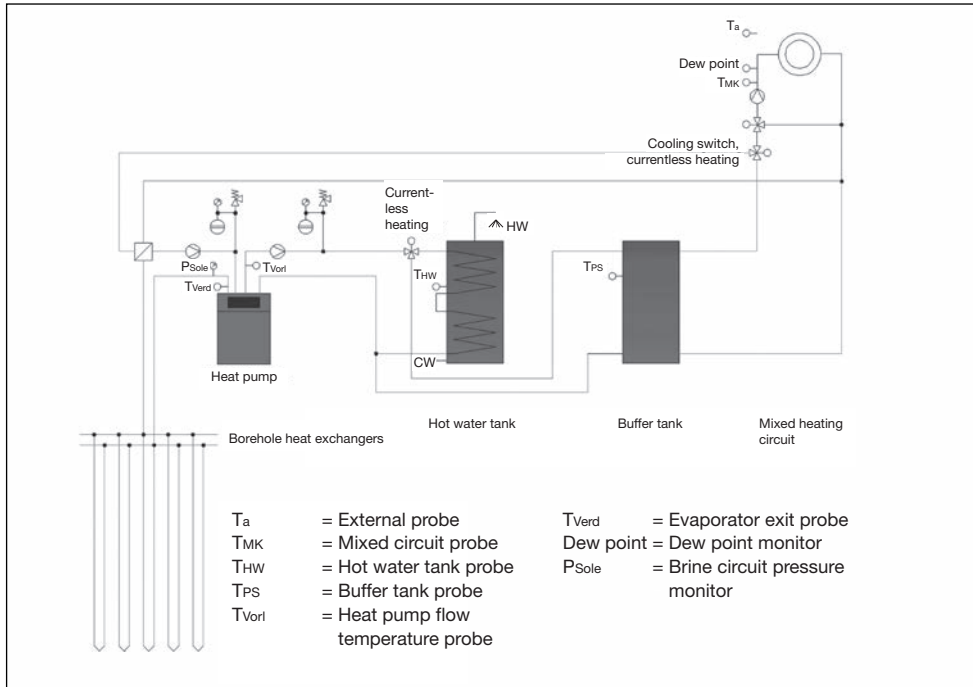 Ta
Dew point
TMK
Cooling switch,
currentless heating
Current-
less
heating
HW
PSole
TVorl
TVerd
THW
TPS
CW
Heat pump
Hot water tank
Buffer tank
Mixed heating
circuit
Borehole heat exchangers
Ta = External probe
TMK = Mixed circuit probe
THW = Hot water tank probe
TPS = Buffer tank probe
TVorl = Heat pump flow
temperature probe
TVerd = Evaporator exit probe
Dew point = Dew point monitor
PSole = Brine circuit pressure
monitor